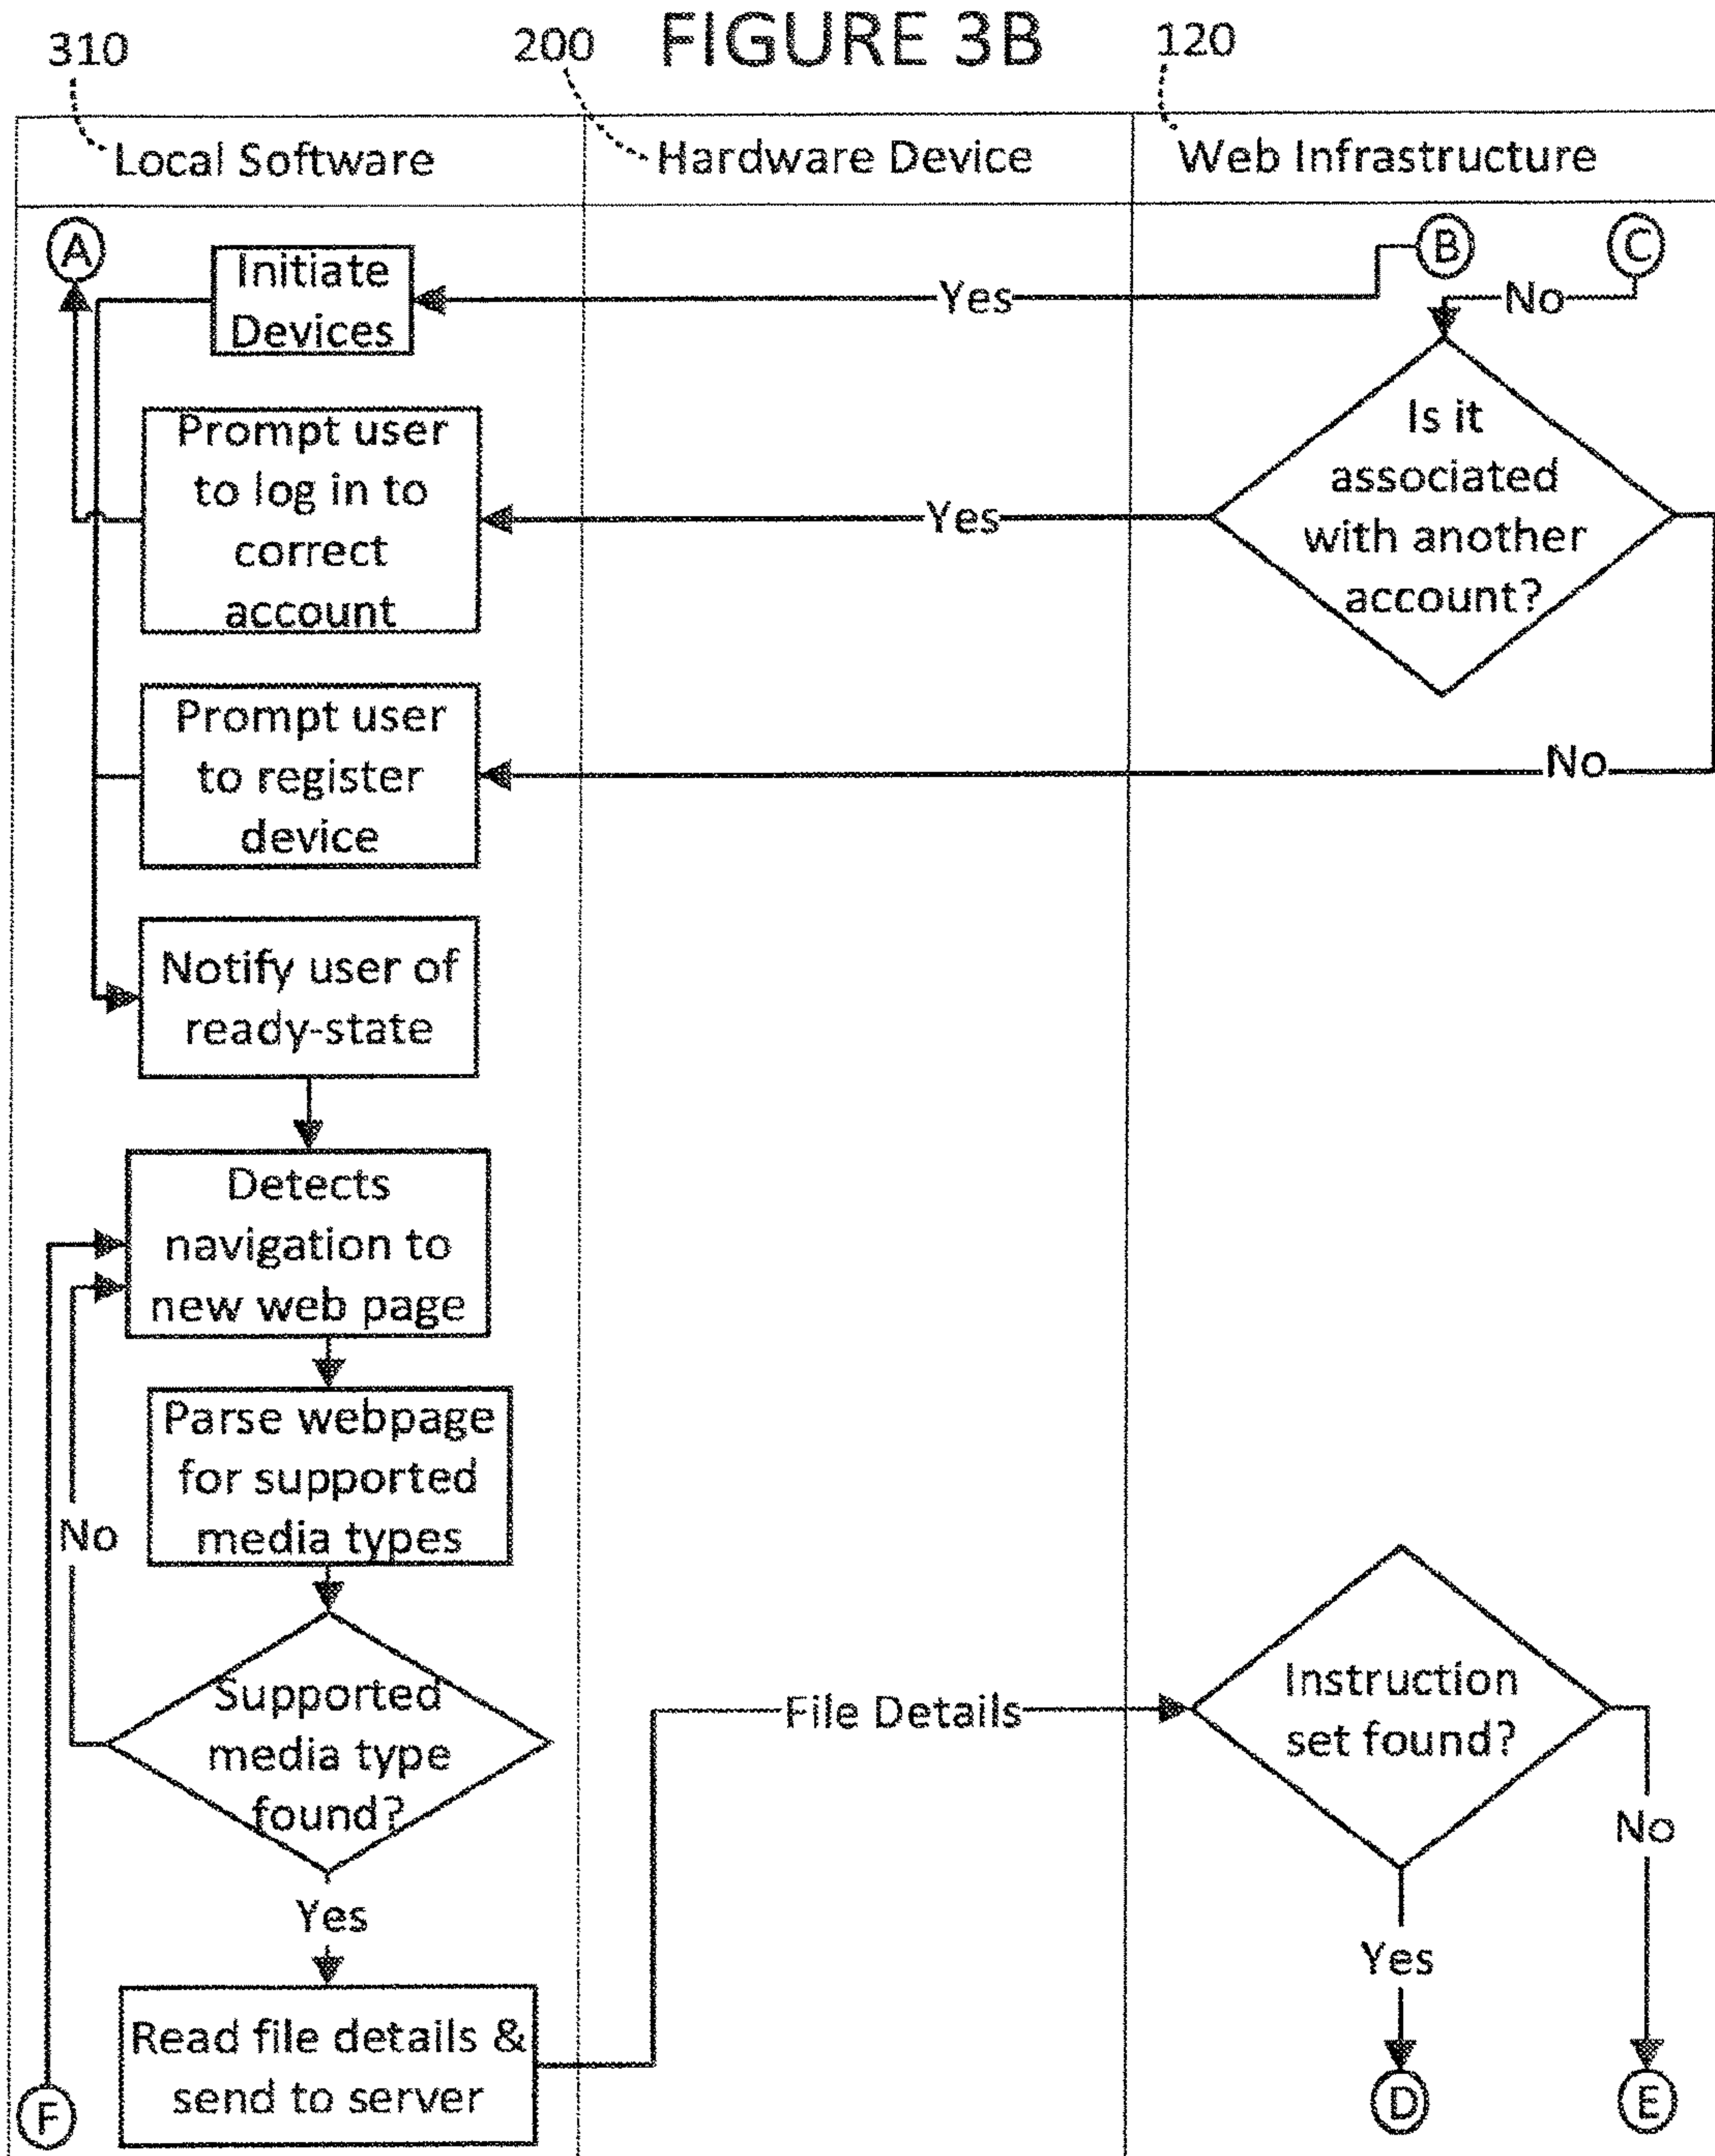 FIGURE 3B
310
200
120
Local Software
Hardware Device
Web Infrastructure
A
Initiate
Devices
Yes
B
C
No
Prompt user
to log in to
correct
account
Yes
Is it
associated
with another
account?
Prompt user
to register
device
No
Notify user of
ready-state
Detects
navigation to
new web page
Parse webpage
for supported
media types
No
Supported
media type
found?
File Details
Instruction
set found?
No
Yes
Yes
Read file details &
send to server
F
D
E